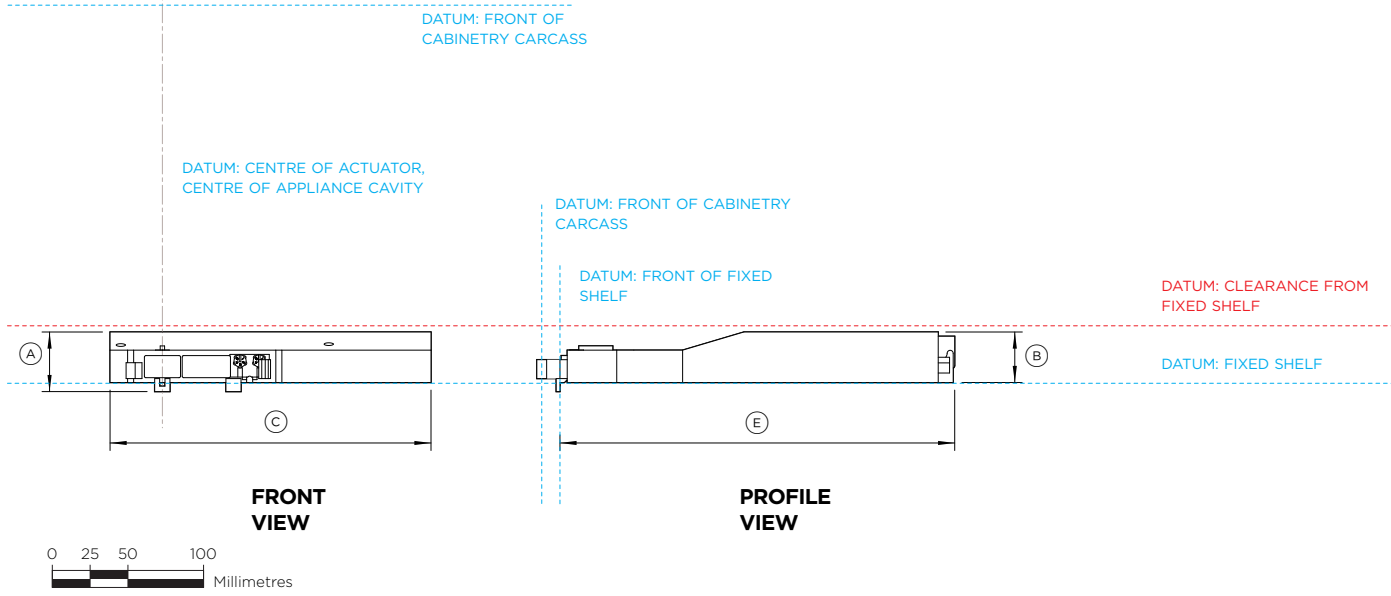 DATUM: FRONT OF
CABINETRY CARCASS
DATUM: CENTRE OF ACTUATOR,
CENTRE OF APPLIANCE CAVITY
DATUM: FRONT OF CABINETRY
CARCASS
DATUM: FRONT OF FIXED
SHELF
DATUM: CLEARANCE FROM
FIXED SHELF
A
B
DATUM: FIXED SHELF
C
E
FRONT
VIEW
PROFILE
VIEW
0 25 50 100
Millimetres